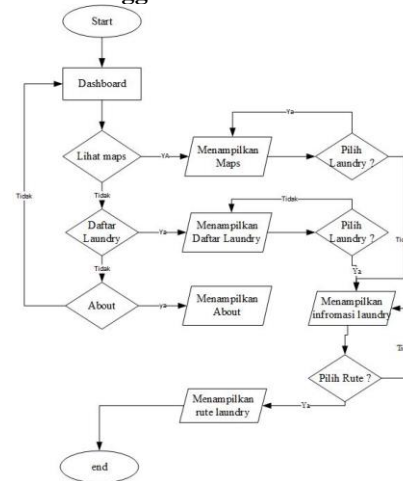 gg
Start
Dashboard
Lihat maps
YA
Menampilkan
Maps
Ya
Pilih
Laundry ?
Tidak
Tidak
Daftar
Laundry
Ya
Menampilkan
Daftar Laundry
Tidak
Pilih
Laundry ?
Ya
Tidak
About
ya
Menampilkan
About
Menampilkan
infromasi laundry
Pilih Rute ?
Ya
Menampilkan
rute laundry
end